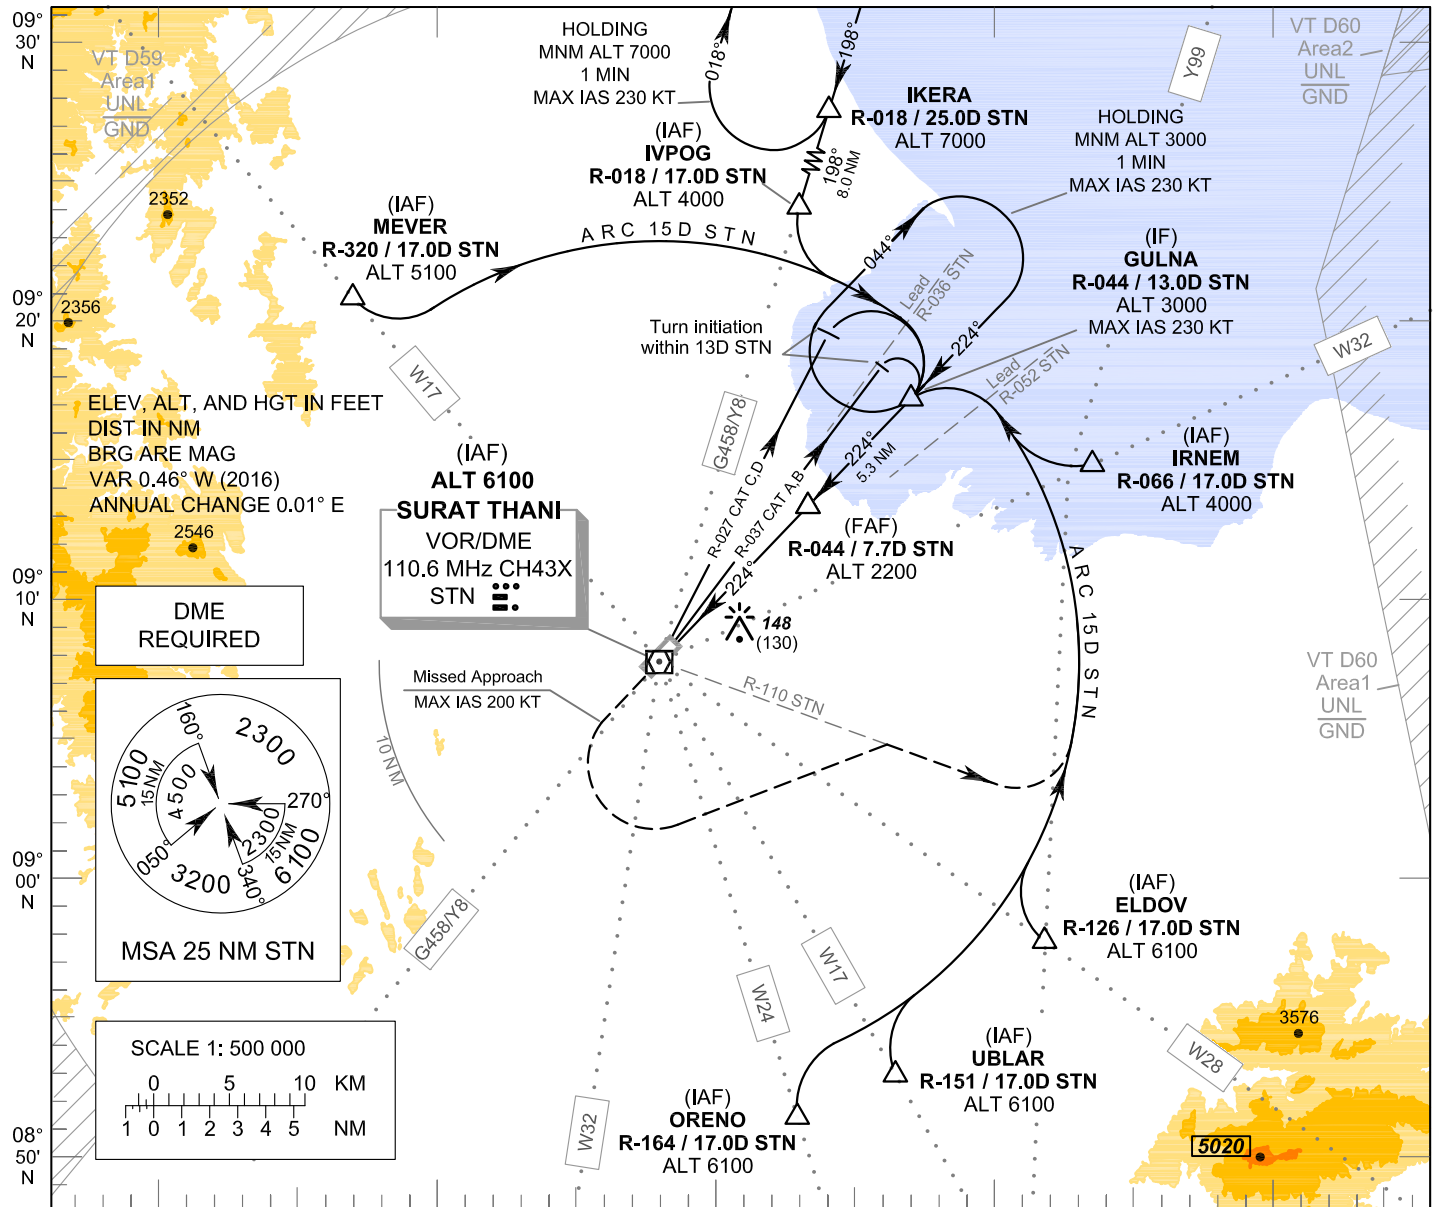 09°
30'
N
09°
20'
N
09°
10'
N
09°
00'
N
08°
50'
N
VT D59
Area1
UNL
GND
HOLDING
MNM ALT 7000
1 MIN
MAX IAS 230 KT
018°
198°
IKERA
R-018 / 25.0D STN
ALT 7000
Y99
VT D60
Area2
UNL
GND
HOLDING
MNM ALT 3000
1 MIN
MAX IAS 230 KT
(IAF)
IVPOG
R-018 / 17.0D STN
ALT 4000
198°
8.0 NM
2352
(IAF)
MEVER
R-320 / 17.0D STN
ALT 5100
ARC 15D STN
044°
(IF)
GULNA
R-044 / 13.0D STN
ALT 3000
MAX IAS 230 KT
2356
Lead
R-036 STN
Turn initiation
within 13D STN
224°
Lead
R-052 STN
W32
W17
G458/Y8
ELEV, ALT, AND HGT IN FEET
DIST IN NM
BRG ARE MAG
VAR 0.46° W (2016)
ANNUAL CHANGE 0.01° E
2546
(IAF)
ALT 6100
SURAT THANI
VOR/DME
110.6 MHz CH43X
STN
224°
5.3 NM
R-027 CAT C,D
R-037 CAT A,B
224°
(FAF)
R-044 / 7.7D STN
ALT 2200
(IAF)
IRNEM
R-066 / 17.0D STN
ALT 4000
ARC 15D STN
DME
REQUIRED
148
(130)
Missed Approach
MAX IAS 200 KT
R-110 STN
VT D60
Area1
UNL
GND
10NM
160°
2300
5100
15NM
4500
270°
2300
15NM
6100
050°
3200
340°
MSA 25 NM STN
G458/Y8
W17
W24
W32
W28
(IAF)
ELDOV
R-126 / 17.0D STN
ALT 6100
(IAF)
UBLAR
R-151 / 17.0D STN
ALT 6100
(IAF)
ORENO
R-164 / 17.0D STN
ALT 6100
3576
5020
SCALE 1: 500 000
0 5 10 KM
1 0 1 2 3 4 5 NM